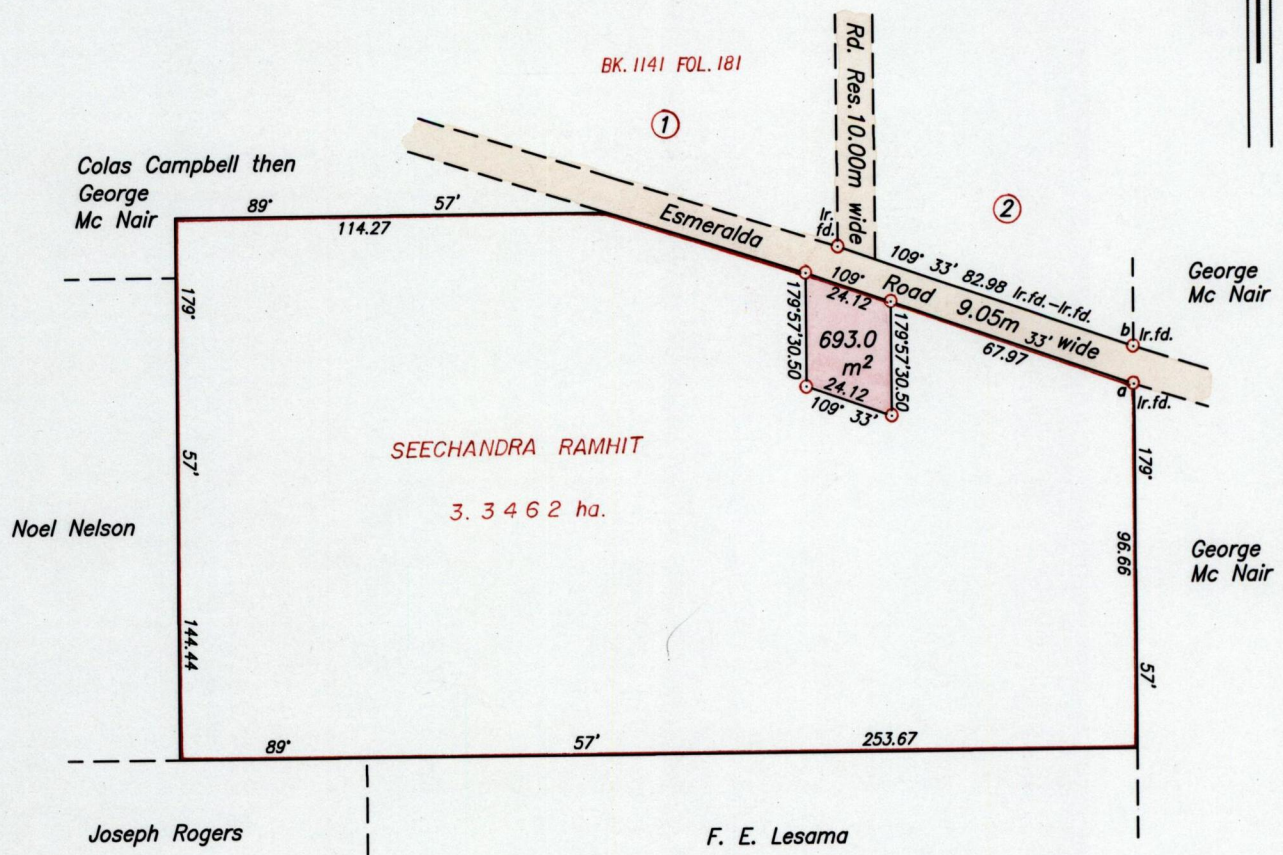 BK. 1141 FOL. 181
Rd. Res. 10.00m wide
1
Colas Campbell then
George
Mc Nair
89° 57'
114.27
2
Esmeralda Road 9.05m wide
Ir.
fd.
109° 33' 82.98 Ir.fd.-Ir.fd.
George
Mc Nair
b Ir.fd.
109° 33'
24.12
67.97
a Ir.fd.
179° 57'
144.44
179°57'30.50
693.0
m²
179°57'30.50
24.12
109° 33'
179° 57'
96.66
SEECHANDRA RAMHIT
3.3462 ha.
Noel Nelson
George
Mc Nair
89° 57' 253.67
Joseph Rogers
F. E. Lesama